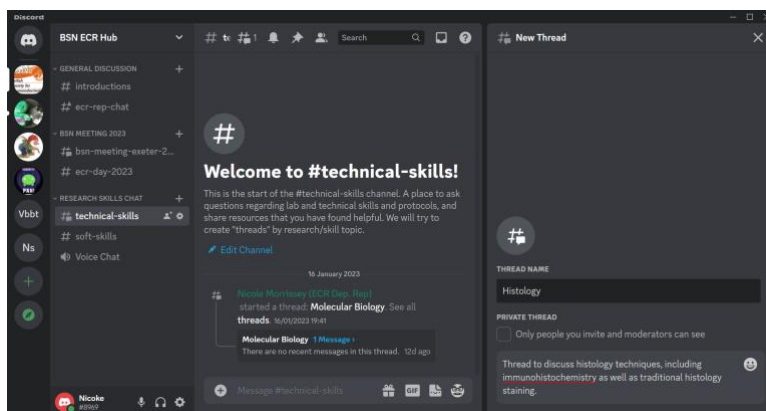 Discord
BSN ECR Hub
GENERAL DISCUSSION
introductions
ecr-rep-chat
BSN MEETING 2023
bsn-meeting-exeter-2...
ecr-day-2023
RESEARCH SKILLS CHAT
technical-skills
soft-skills
Voice Chat
Vbbt
Ns
Nicoke
#8969
1
Search
Welcome to #technical-skills!
This is the start of the #technical-skills channel. A place to ask
questions regarding lab and technical skills and protocols, and
share resources that you have found helpful. We will try to
create "threads" by research/skill topic.
Edit Channel
16 January 2023
Nicole Morrissey (ECR Dep. Rep)
started a thread: Molecular Biology. See all
threads. 16/01/2023 19:41
Molecular Biology 1 Message ›
There are no recent messages in this thread. 12d ago
Message #technical-skills
GIF
New Thread
THREAD NAME
Histology
PRIVATE THREAD
Only people you invite and moderators can see
Thread to discuss histology techniques, including
immunohistochemistry as well as traditional histology
staining.